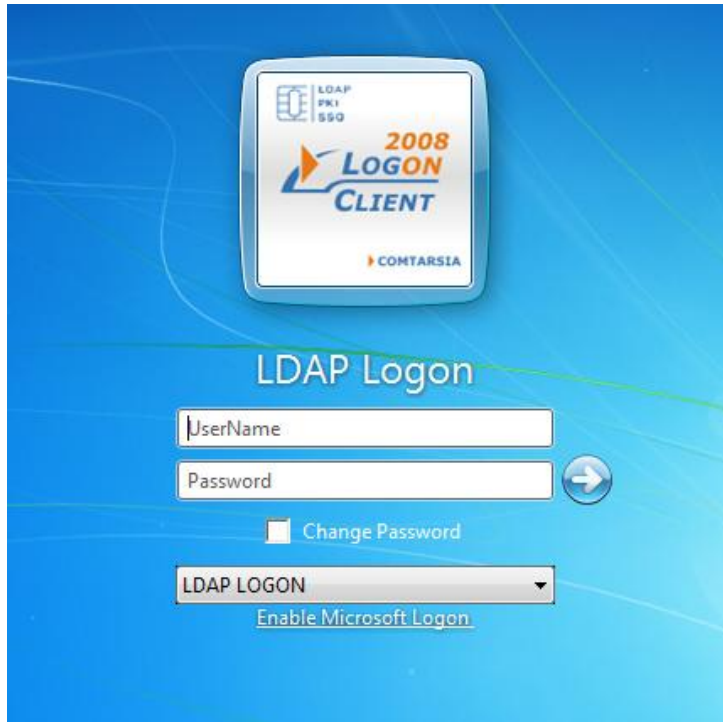 LDAP
PKI
SSO
2008
LOGON
CLIENT
COMTARSIA
LDAP Logon
UserName
Password
Change Password
LDAP LOGON
Enable Microsoft Logon